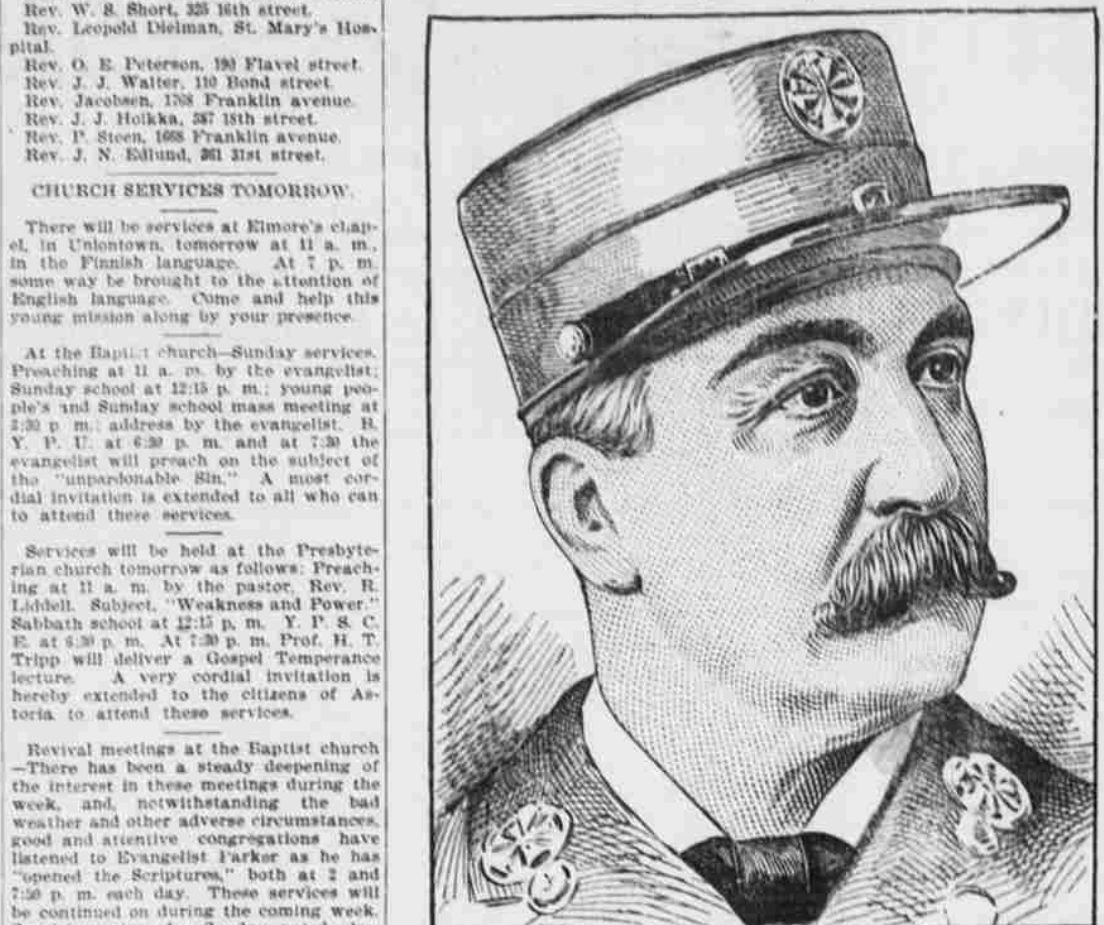 Rev. W. S. Short, 325 16th street.
Rev. Leopold Dielman, St. Mary's Hos-
pital.
Rev. O. E. Peterson, 190 Flavel street.
Rev. J. J. Walter, 110 Bond street.
Rev. Jacobsen, 1768 Franklin avenue.
Rev. J. J. Hoikka, 387 18th street.
Rev. P. Steen, 1668 Franklin avenue.
Rev. J. N. Edlund, 361 31st street.
CHURCH SERVICES TOMORROW.
There will be services at Elmore's chap-
el, in Uniontown, tomorrow at 11 a. m.,
in the Finnish language. At 7 p. m.
some way be brought to the attention of
English language. Come and help this
young mission along by your presence.
At the Baptist church—Sunday services.
Preaching at 11 a. m. by the evangelist;
Sunday school at 12:15 p. m.; young peo-
ple's and Sunday school mass meeting at
p m.; address by the evangelist. B.
Y. P. U. at 6:30 p. m. and at 7:30 the
evangelist will preach on the subject of
the "unpardonable Sin." A most cor-
dial invitation is extended to all who can
to attend these services.
Services will be held at the Presbyte-
rian church tomorrow as follows: Preach-
ing at 11 a. m. by the pastor, Rev. R.
Liddell. Subject, "Weakness and Power."
Sabbath school at 12:15 p. m. Y. P. S. C.
E. at 6:30 p. m. At 7:30 p. m. Prof. H. T.
Tripp will deliver a Gospel Temperance
lecture. A very cordial invitation is
hereby extended to the citizens of As-
toria to attend these services.
Revival meetings at the Baptist church
—There has been a steady deepening of
the interest in these meetings during the
week, and, notwithstanding the bad
weather and other adverse circumstances,
good and attentive congregations have
listened to Evangelist Parker as he has
"opened the Scriptures," both at 2 and
7:30 p. m. each day. These services will
be continued on during the coming week.